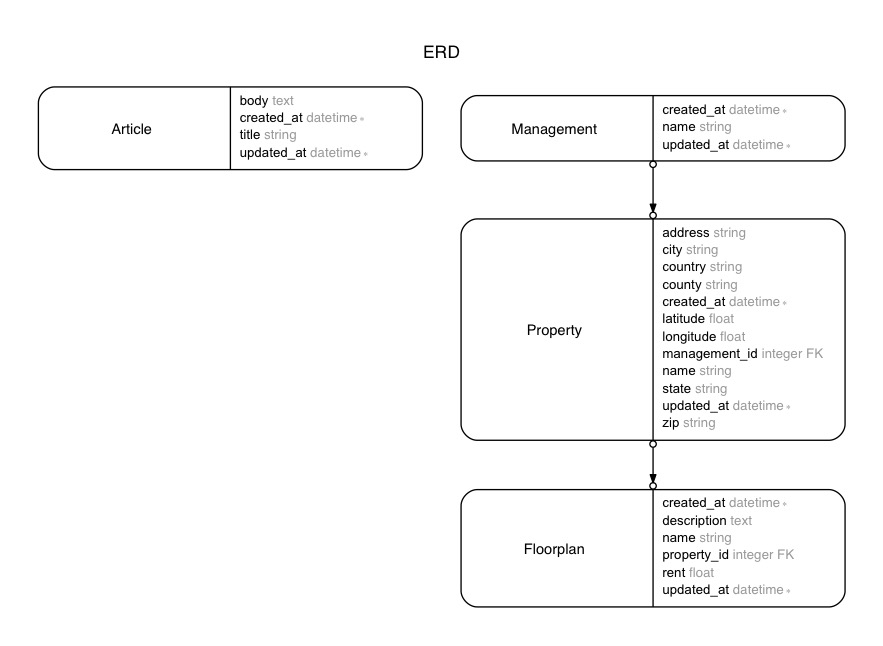 ERD
Article
body text
created_at datetime *
title string
updated_at datetime *
Management
created_at datetime *
name string
updated_at datetime *
Property
address string
city string
country string
county string
created_at datetime *
latitude float
longitude float
management_id integer FK
name string
state string
updated_at datetime *
zip string
Floorplan
created_at datetime *
description text
name string
property_id integer FK
rent float
updated_at datetime *